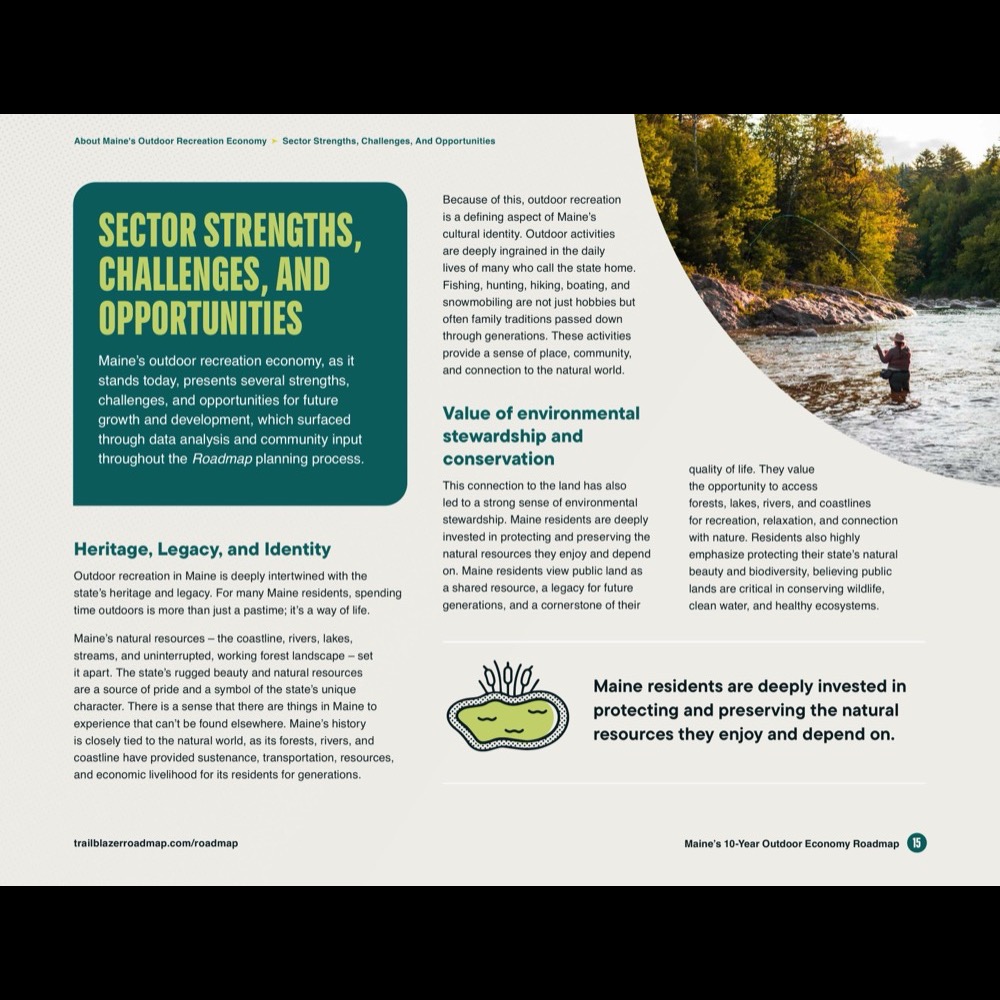 About Maine's Outdoor Recreation Economy ➤ Sector Strengths, Challenges, And Opportunities
SECTOR STRENGTHS,
CHALLENGES, AND
OPPORTUNITIES
Maine's outdoor recreation economy, as it
stands today, presents several strengths,
challenges, and opportunities for future
growth and development, which surfaced
through data analysis and community input
throughout the Roadmap planning process.
Heritage, Legacy, and Identity
Outdoor recreation in Maine is deeply intertwined with the
state's heritage and legacy. For many Maine residents, spending
time outdoors is more than just a pastime; it's a way of life.
Maine's natural resources – the coastline, rivers, lakes,
streams, and uninterrupted, working forest landscape – set
it apart. The state's rugged beauty and natural resources
are a source of pride and a symbol of the state's unique
character. There is a sense that there are things in Maine to
experience that can't be found elsewhere. Maine's history
is closely tied to the natural world, as its forests, rivers, and
coastline have provided sustenance, transportation, resources,
and economic livelihood for its residents for generations.
Because of this, outdoor recreation
is a defining aspect of Maine's
cultural identity. Outdoor activities
are deeply ingrained in the daily
lives of many who call the state home.
Fishing, hunting, hiking, boating, and
snowmobiling are not just hobbies but
often family traditions passed down
through generations. These activities
provide a sense of place, community,
and connection to the natural world.
Value of environmental
stewardship and
conservation
This connection to the land has also
led to a strong sense of environmental
stewardship. Maine residents are deeply
invested in protecting and preserving the
natural resources they enjoy and depend
on. Maine residents view public land as
a shared resource, a legacy for future
generations, and a cornerstone of their
quality of life. They value
the opportunity to access
forests, lakes, rivers, and coastlines
for recreation, relaxation, and connection
with nature. Residents also highly
emphasize protecting their state's natural
beauty and biodiversity, believing public
lands are critical in conserving wildlife,
clean water, and healthy ecosystems.
Maine residents are deeply invested in
protecting and preserving the natural
resources they enjoy and depend on.
trailblazerroadmap.com/roadmap
Maine's 10-Year Outdoor Economy Roadmap 15